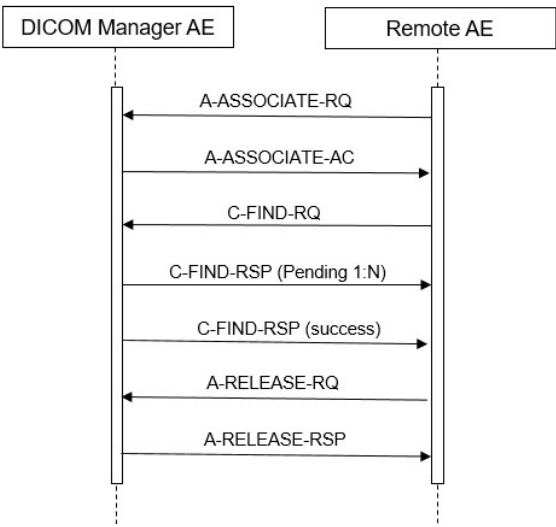 DICOM Manager AE
Remote AE
A-ASSOCIATE-RQ
A-ASSOCIATE-AC
C-FIND-RQ
C-FIND-RSP (Pending 1:N)
C-FIND-RSP (success)
A-RELEASE-RQ
A-RELEASE-RSP